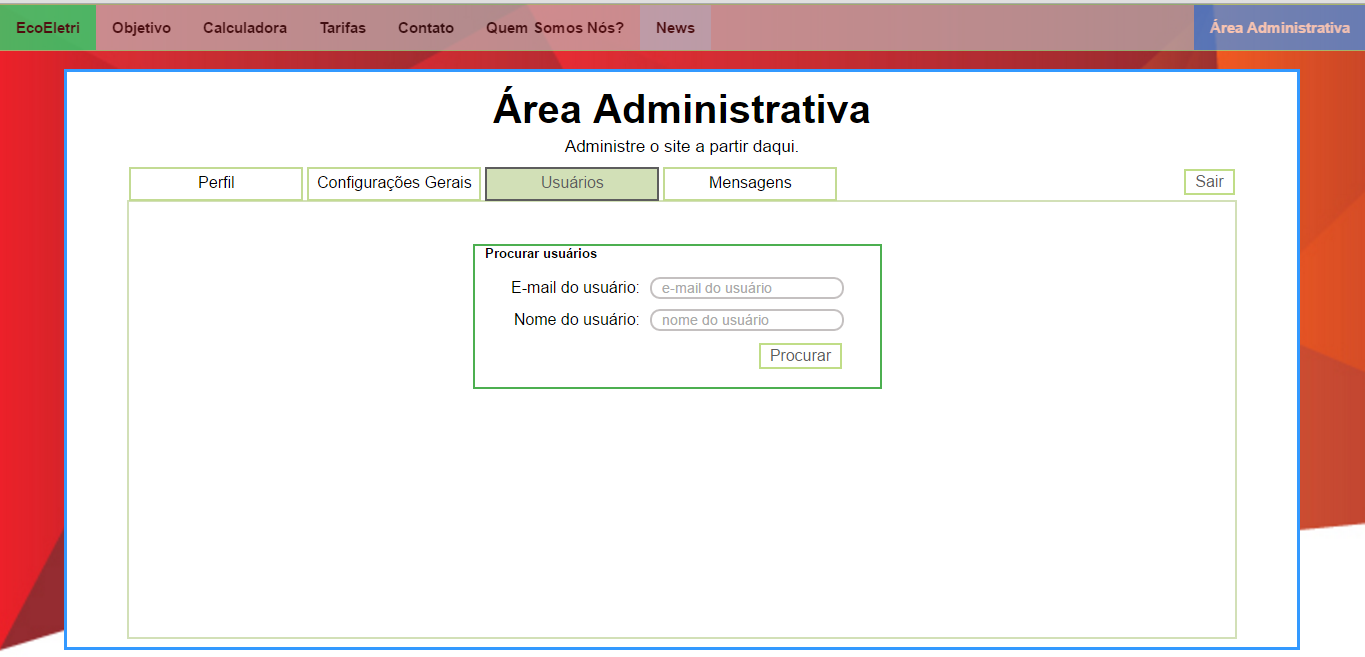 EcoEletri Objetivo Calculadora Tarifas Contato Quem Somos Nós? News Área Administrativa
Área Administrativa
Administre o site a partir daqui.
Perfil Configurações Gerais Usuários Mensagens Sair
Procurar usuários
E-mail do usuário: e-mail do usuário
Nome do usuário: nome do usuário
Procurar